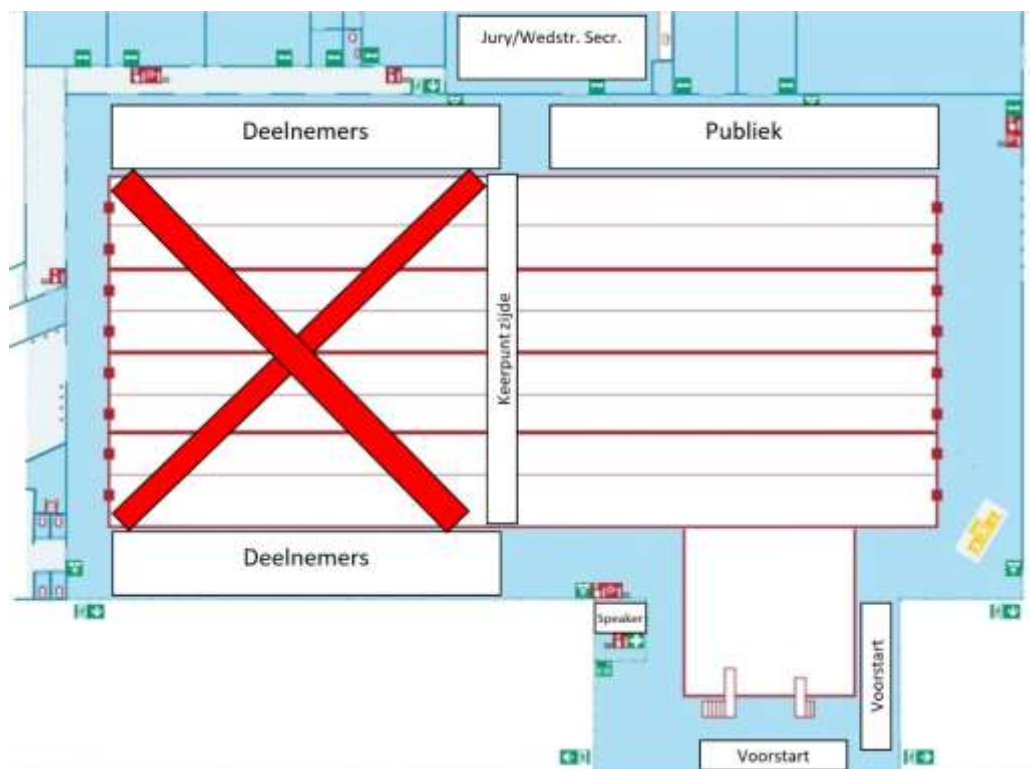 Jury/Wedstr. Secr.
Deelnemers
Publiek
Keerpunt zijde
Deelnemers
Speaker
Voorstart
Voorstart